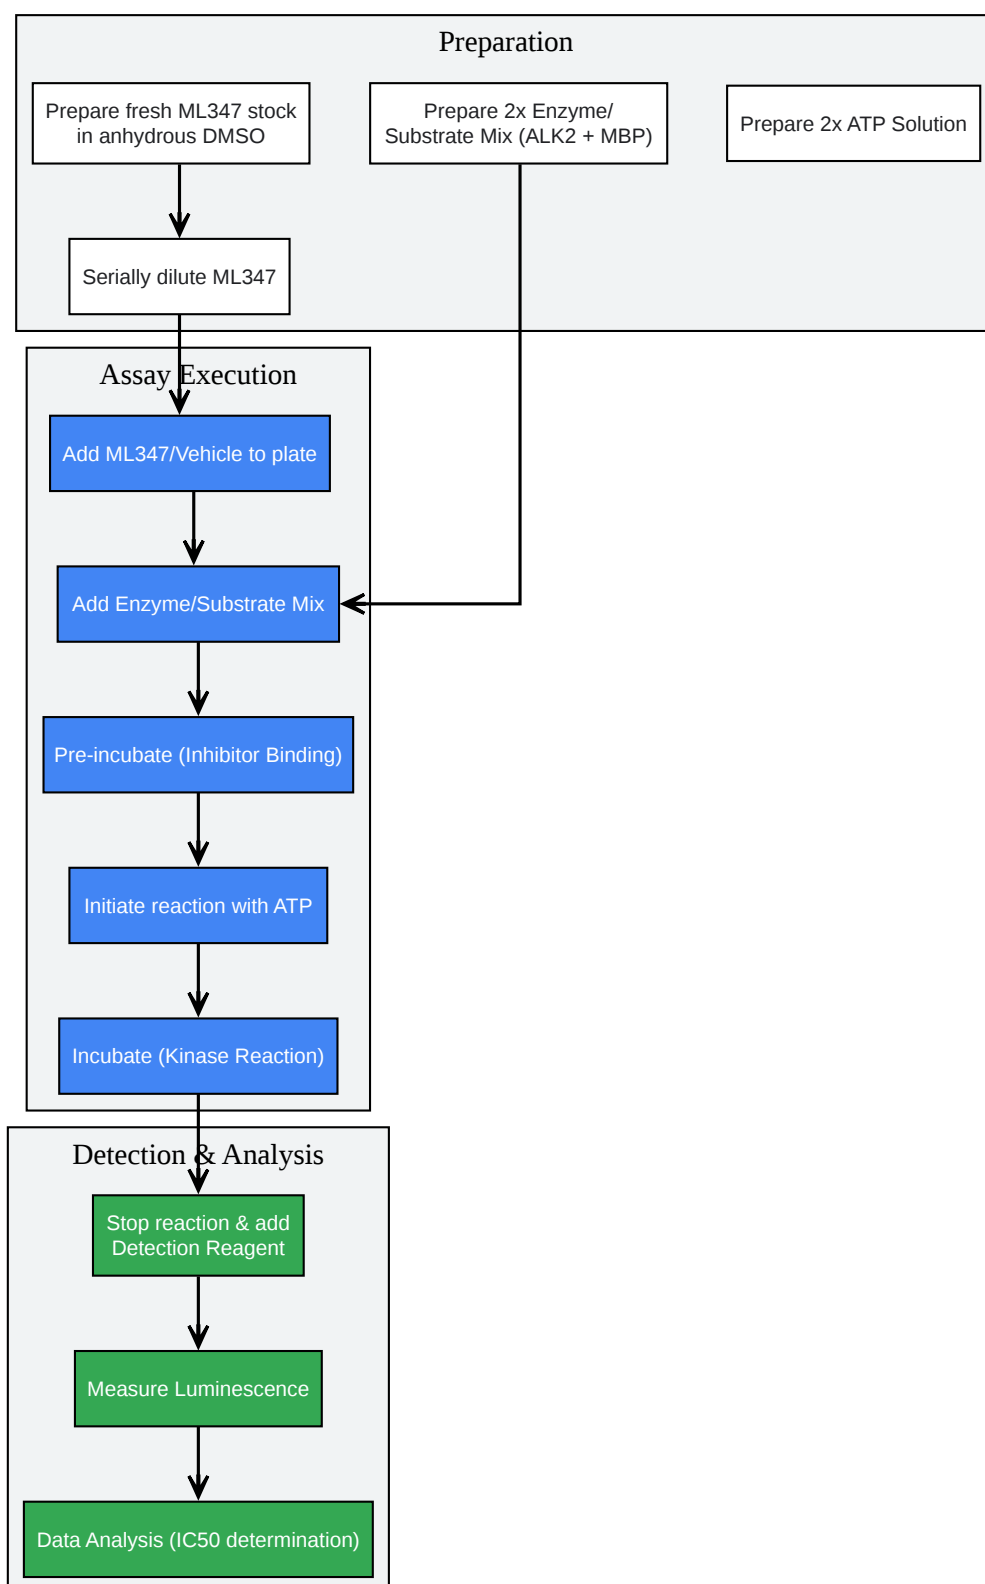 Preparation
Prepare fresh ML347 stock
in anhydrous DMSO
Prepare 2x Enzyme/
Substrate Mix (ALK2 + MBP)
Prepare 2x ATP Solution
Serially dilute ML347
Assay Execution
Add ML347/Vehicle to plate
Add Enzyme/Substrate Mix
Pre-incubate (Inhibitor Binding)
Initiate reaction with ATP
Incubate (Kinase Reaction)
Detection & Analysis
Stop reaction & add
Detection Reagent
Measure Luminescence
Data Analysis (IC50 determination)